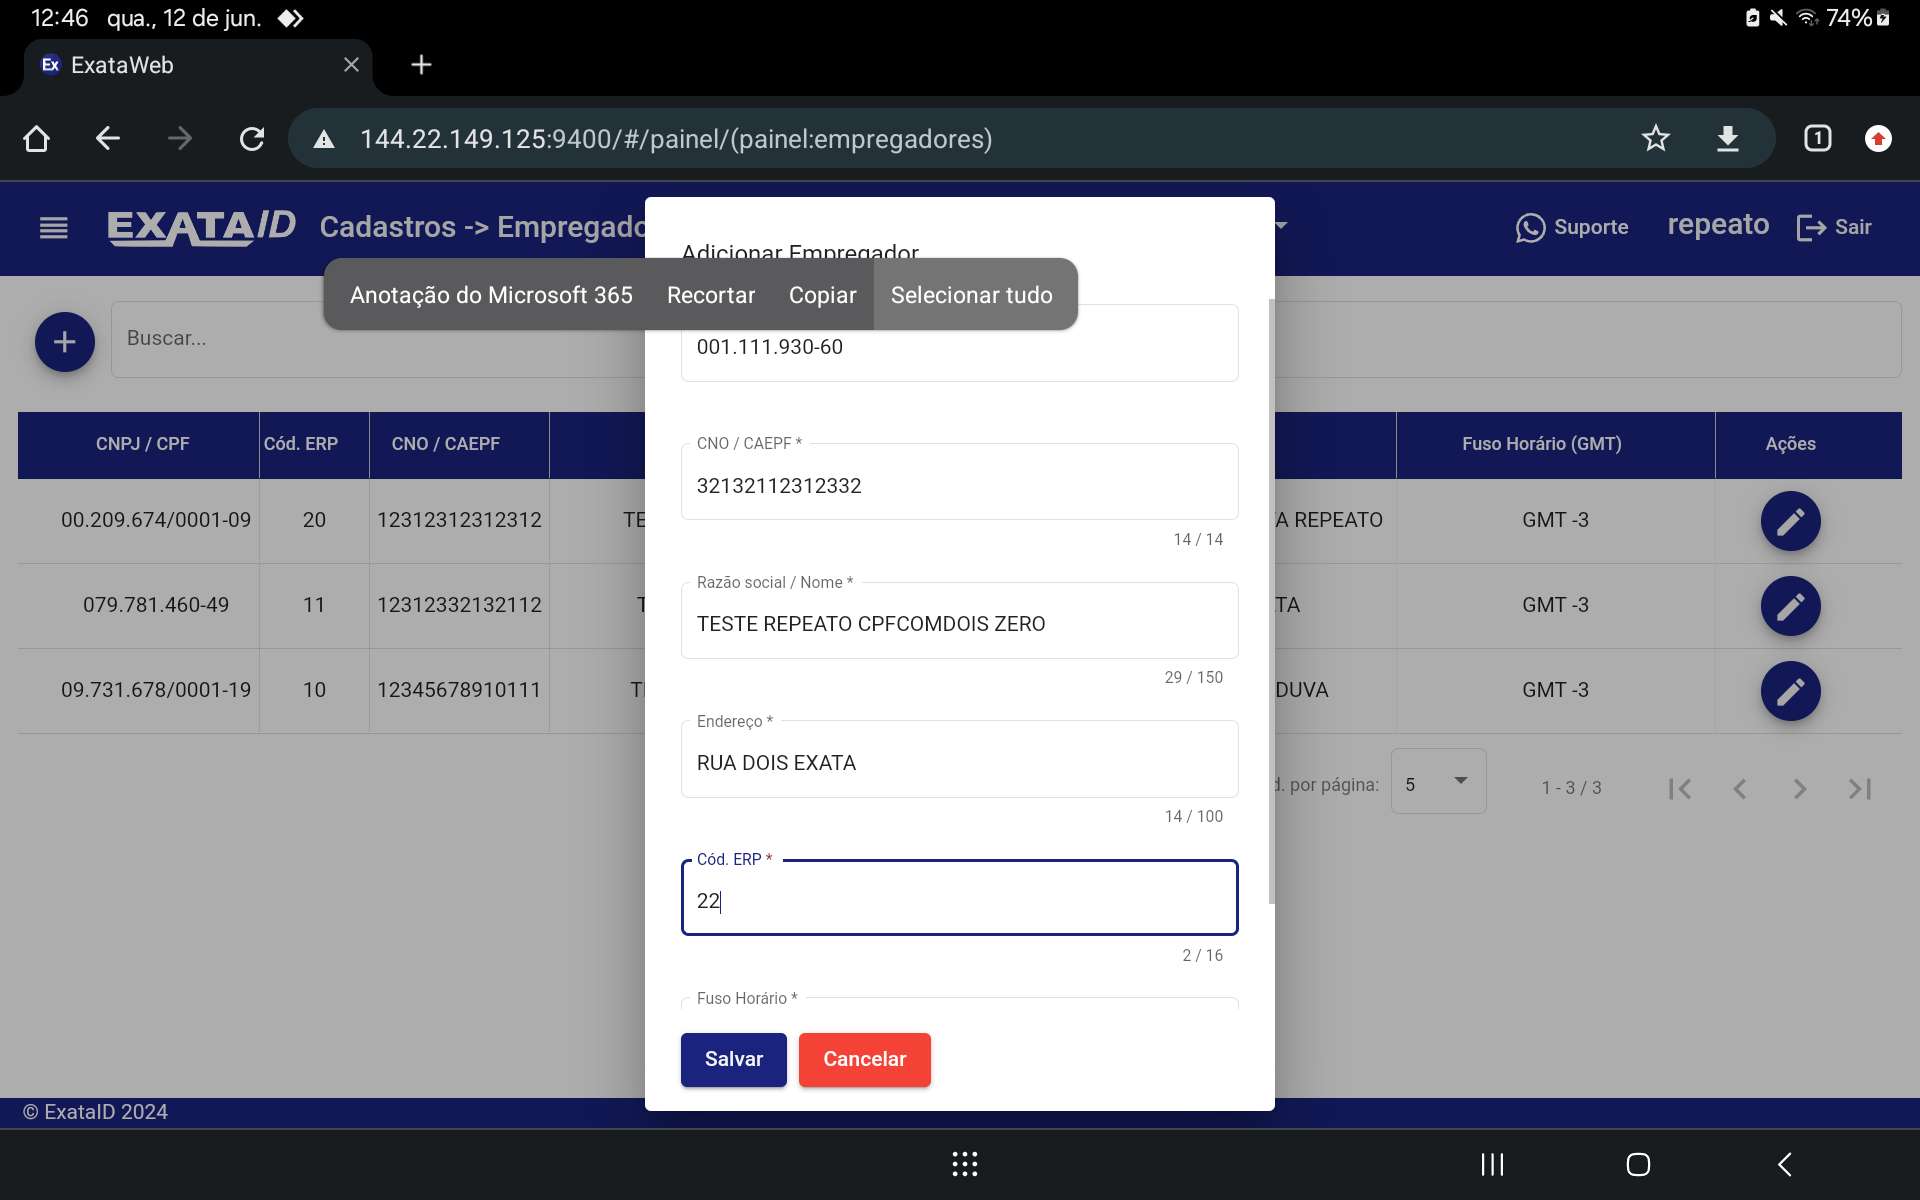 12:46 qua., 12 de jun. 74%
Ex ExataWeb
144.22.149.125:9400/#/painel/(painel:empregadores) 1
EXATAID Cadastros -> Empregado Suporte repeato Sair
Adicionar Empregador
Anotação do Microsoft 365 Recortar Copiar Selecionar tudo
Buscar...
001.111.930-60
CNPJ / CPF Cód. ERP CNO / CAEPF Fuso Horário (GMT) Ações
CNO / CAEPF *
32132112312332
14 / 14
00.209.674/0001-09 20 12312312312312 TE A REPEATO GMT -3
079.781.460-49 11 12312332132112 T TA GMT -3
09.731.678/0001-19 10 12345678910111 TE DUVA GMT -3
Razão social / Nome *
TESTE REPEATO CPFCOMDOIS ZERO
29 / 150
Endereço *
RUA DOIS EXATA
14 / 100
d. por página: 5 1 - 3 / 3
Cód. ERP *
22
2 / 16
Fuso Horário *
Salvar Cancelar
© ExataID 2024